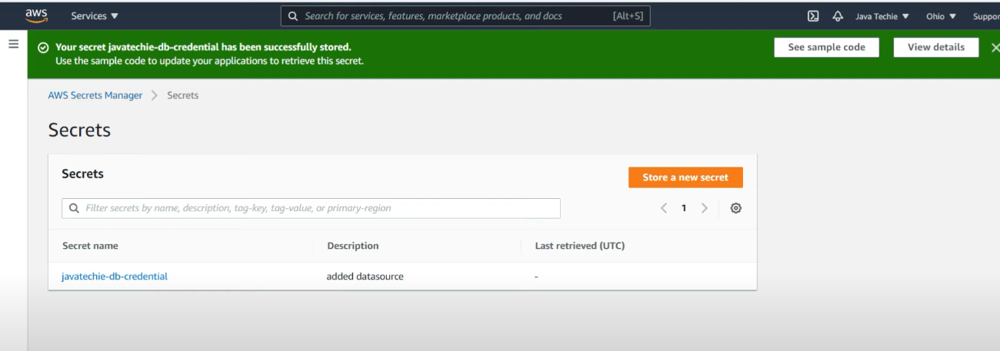 aws
Services ▼
Search for services, features, marketplace products, and docs
[Alt+S]
Java Techie ▼
Ohio ▼
Suppor
Your secret javatechie-db-credential has been successfully stored.
Use the sample code to update your applications to retrieve this secret.
See sample code
View details
AWS Secrets Manager > Secrets
Secrets
Secrets
Store a new secret
Filter secrets by name, description, tag-key, tag-value, or primary-region
< 1 >
Secret name
Description
Last retrieved (UTC)
javatechie-db-credential
added datasource
-